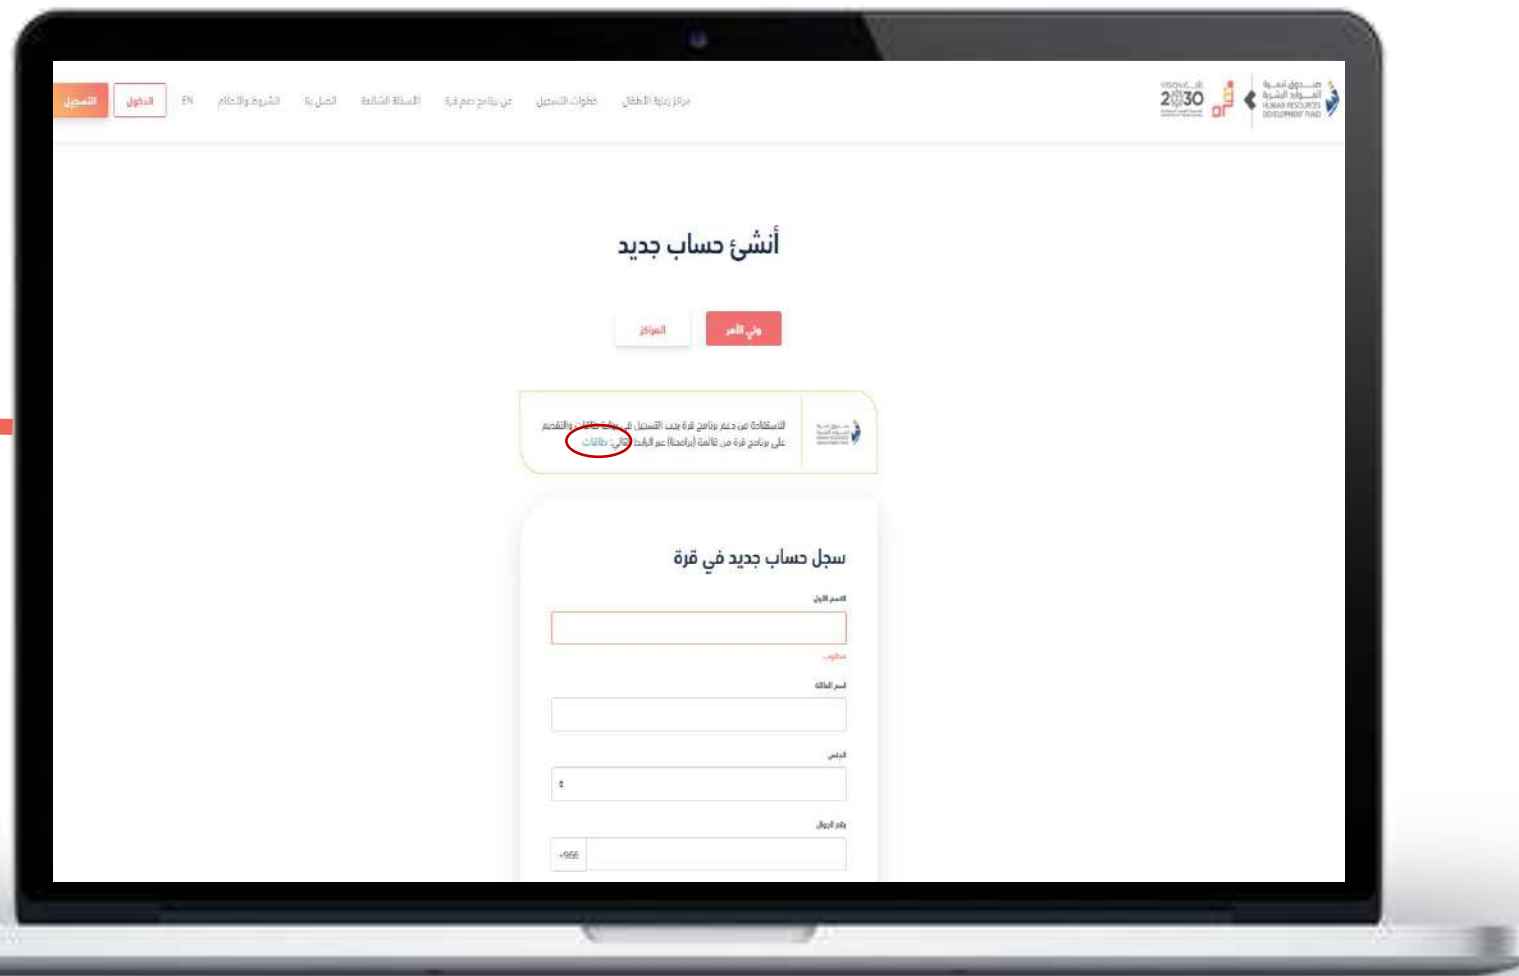 صندوق تنمية
الموارد البشرية
HUMAN RESOURCES
DEVELOPMENT FUND
قرة
VISION رؤية
2030
مراكز رعاية الأطفال
خطوات التسجيل
عن برنامج دعم قرة
الأسئلة الشائعة
اتصل بنا
الشروط والأحكام
EN
الدخول
التسجيل
أنشئ حساب جديد
ولي الأمر
المراكز
للاستفادة من دعم برنامج قرة يجب التسجيل في بوابة طاقات والتقديم
على برنامج قرة من قائمة (برامجنا) عبر الرابط التالي: طاقات
سجل حساب جديد في قرة
الاسم الأول
مطلوب
اسم العائلة
الجنس
رقم الجوال
+966